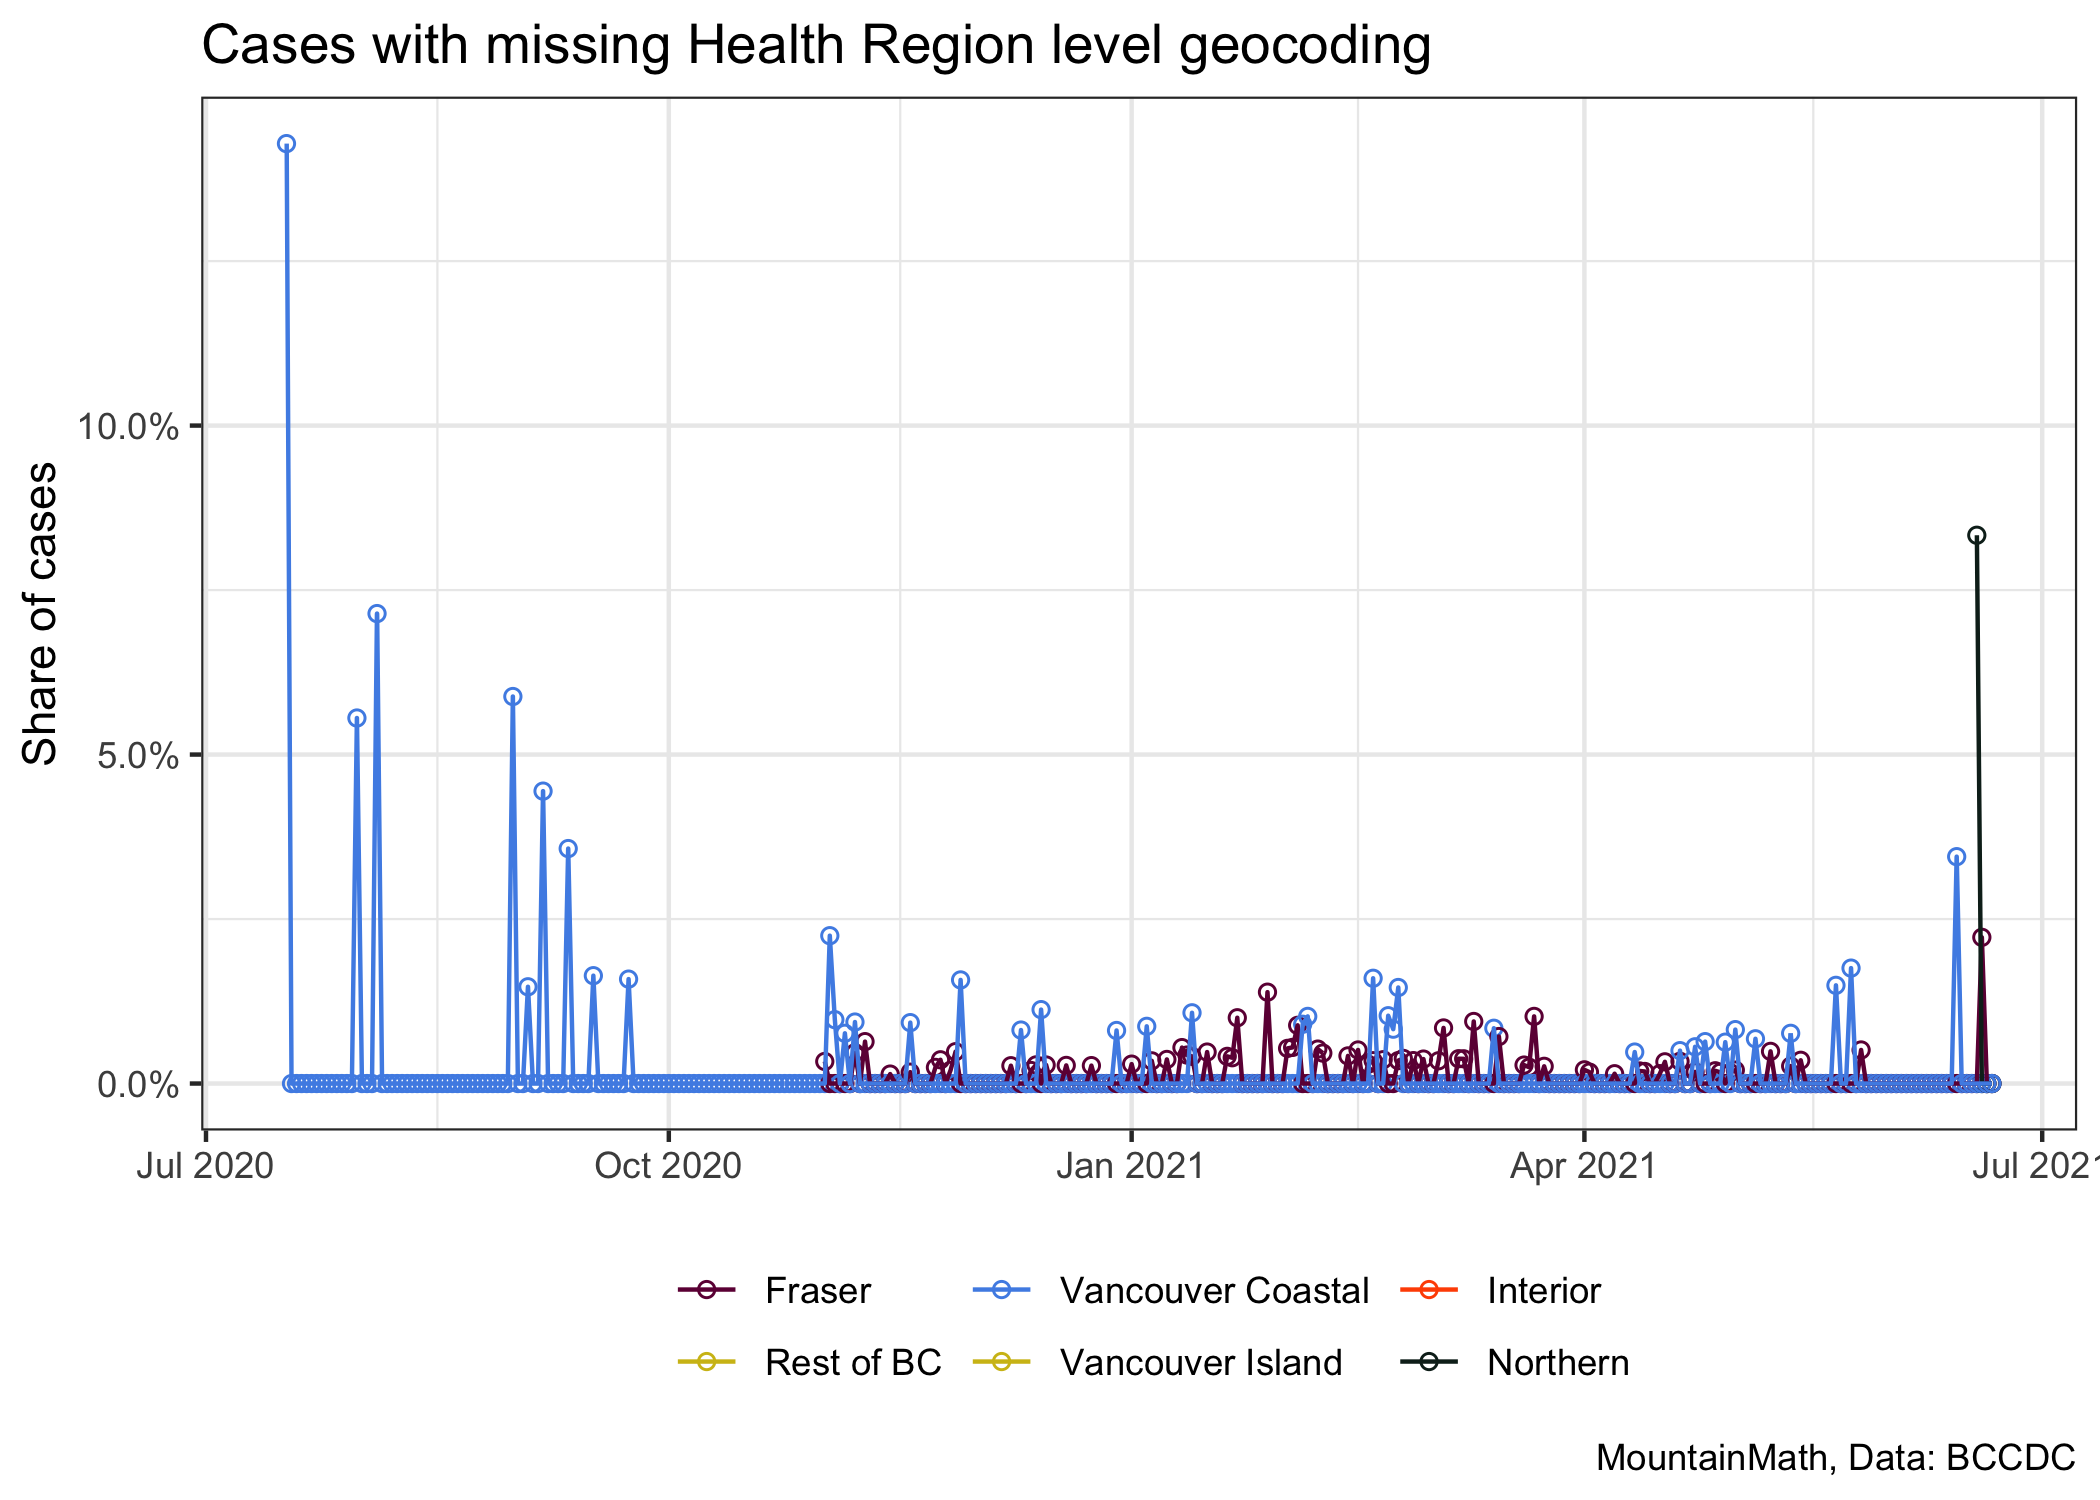 Cases with missing Health Region level geocoding
Share of cases
10.0%
5.0%
0.0%
Jul 2020
Oct 2020
Jan 2021
Apr 2021
Jul 2021
Fraser
Vancouver Coastal
Interior
Rest of BC
Vancouver Island
Northern
MountainMath, Data: BCCDC